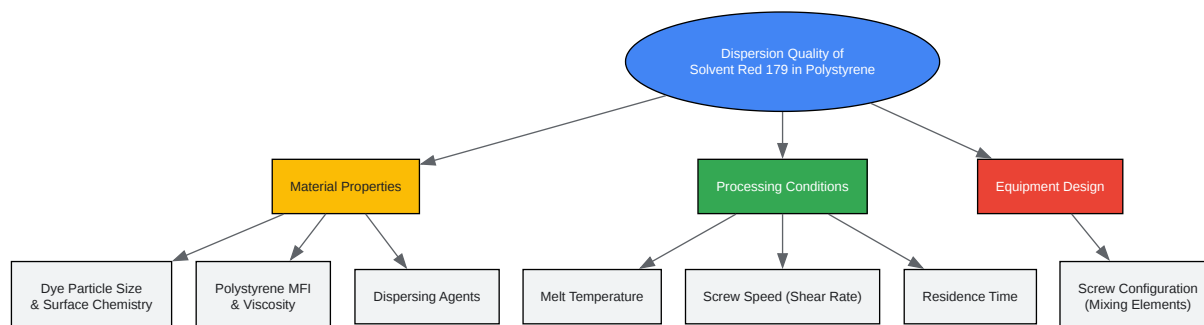 Dispersion Quality of
Solvent Red 179 in Polystyrene
Material Properties
Processing Conditions
Equipment Design
Dye Particle Size
& Surface Chemistry
Polystyrene MFI
& Viscosity
Dispersing Agents
Melt Temperature
Screw Speed (Shear Rate)
Residence Time
Screw Configuration
(Mixing Elements)